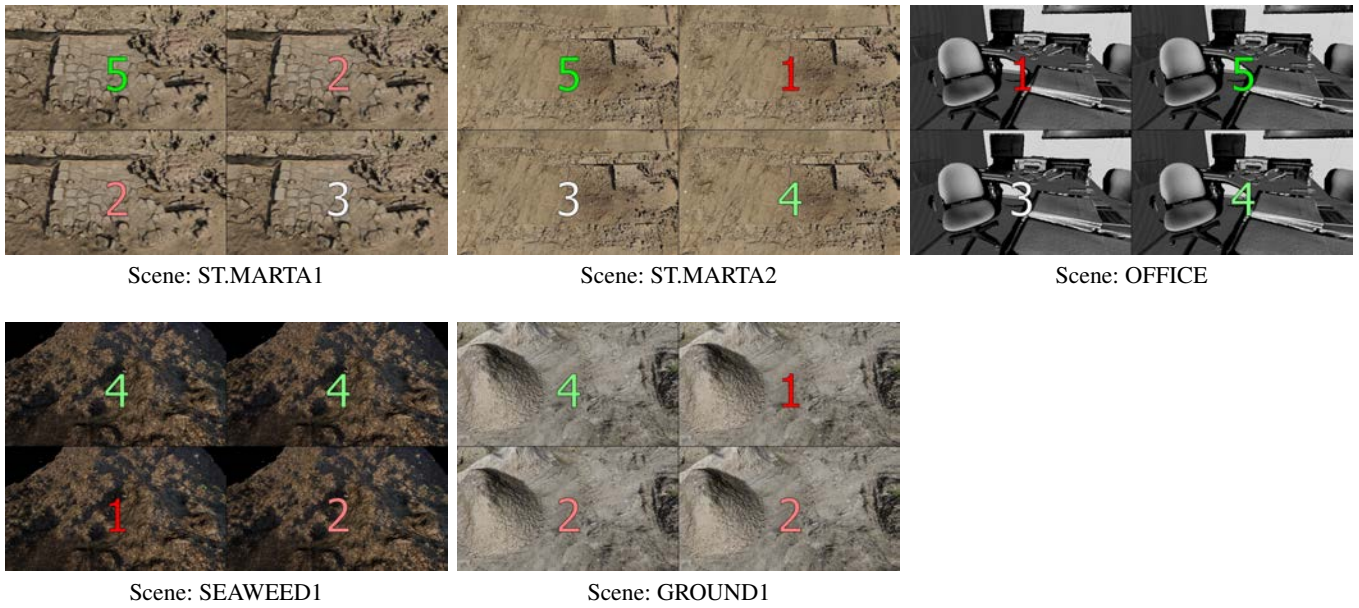 5 2
2 3
Scene: ST.MARTA1
5 1
3 4
Scene: ST.MARTA2
1 5
3 4
Scene: OFFICE
4 4
1 2
Scene: SEAWEED1
4 1
2 2
Scene: GROUND1